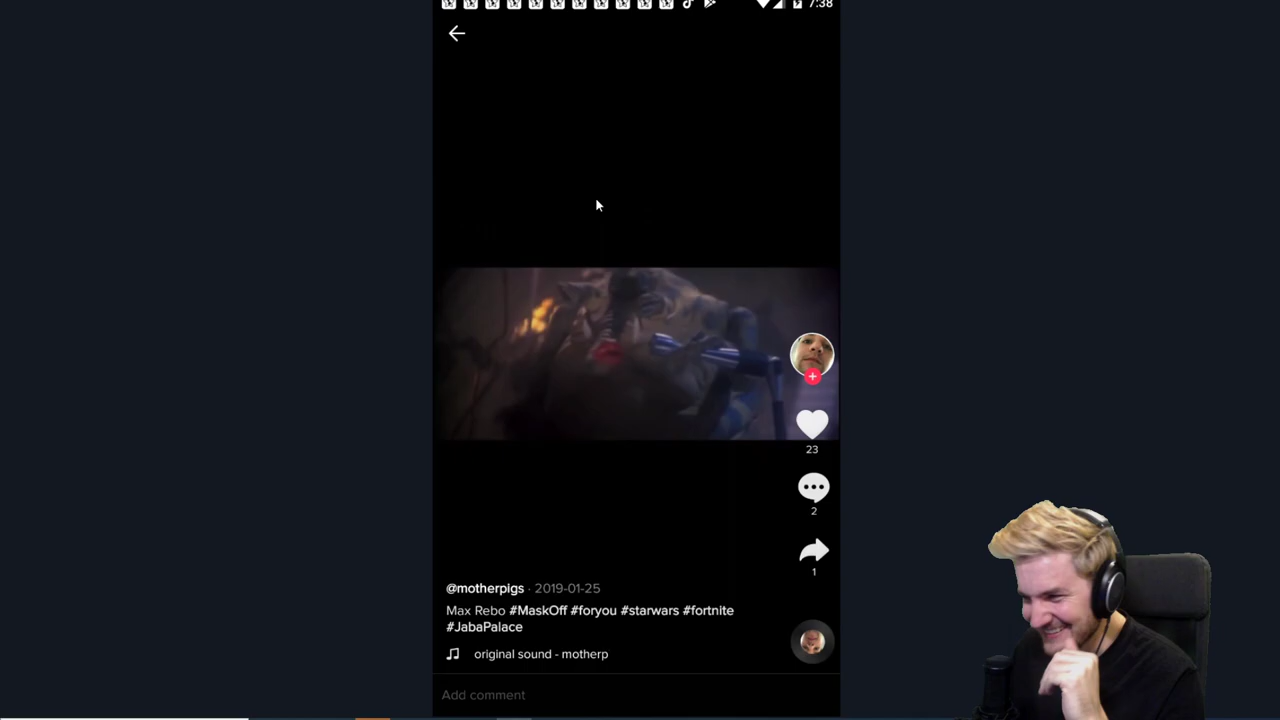 7:38
23
2
1
@motherpigs · 2019-01-25
Max Rebo #MaskOff #foryou #starwars #fortnite
#JabaPalace
original sound - motherp
Add comment